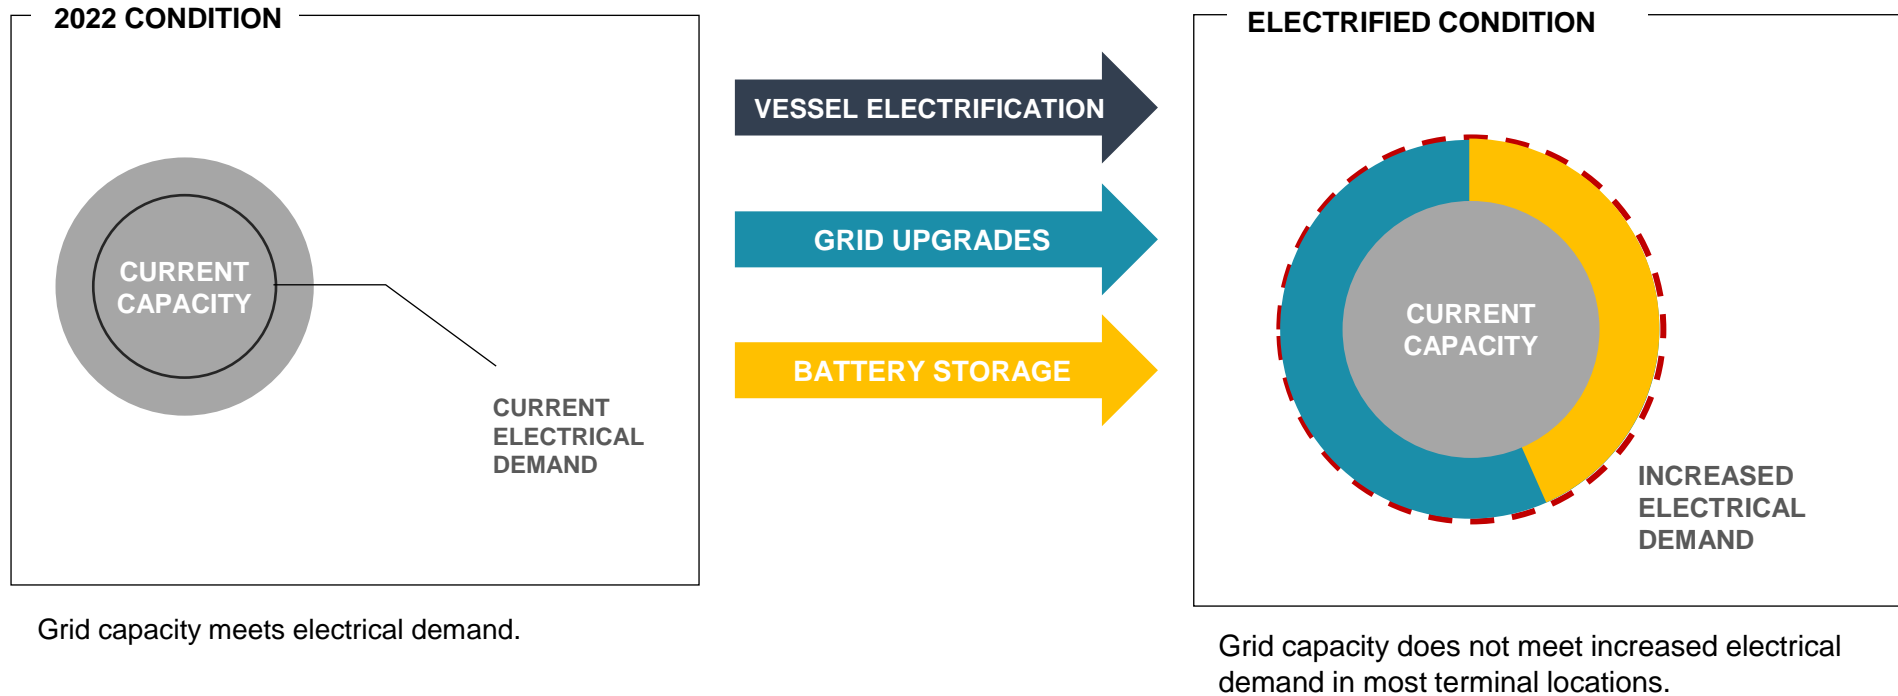 2022 CONDITION
CURRENT
CAPACITY
CURRENT
ELECTRICAL
DEMAND
Grid capacity meets electrical demand.
VESSEL ELECTRIFICATION
GRID UPGRADES
BATTERY STORAGE
ELECTRIFIED CONDITION
CURRENT
CAPACITY
INCREASED
ELECTRICAL
DEMAND
Grid capacity does not meet increased electrical
demand in most terminal locations.